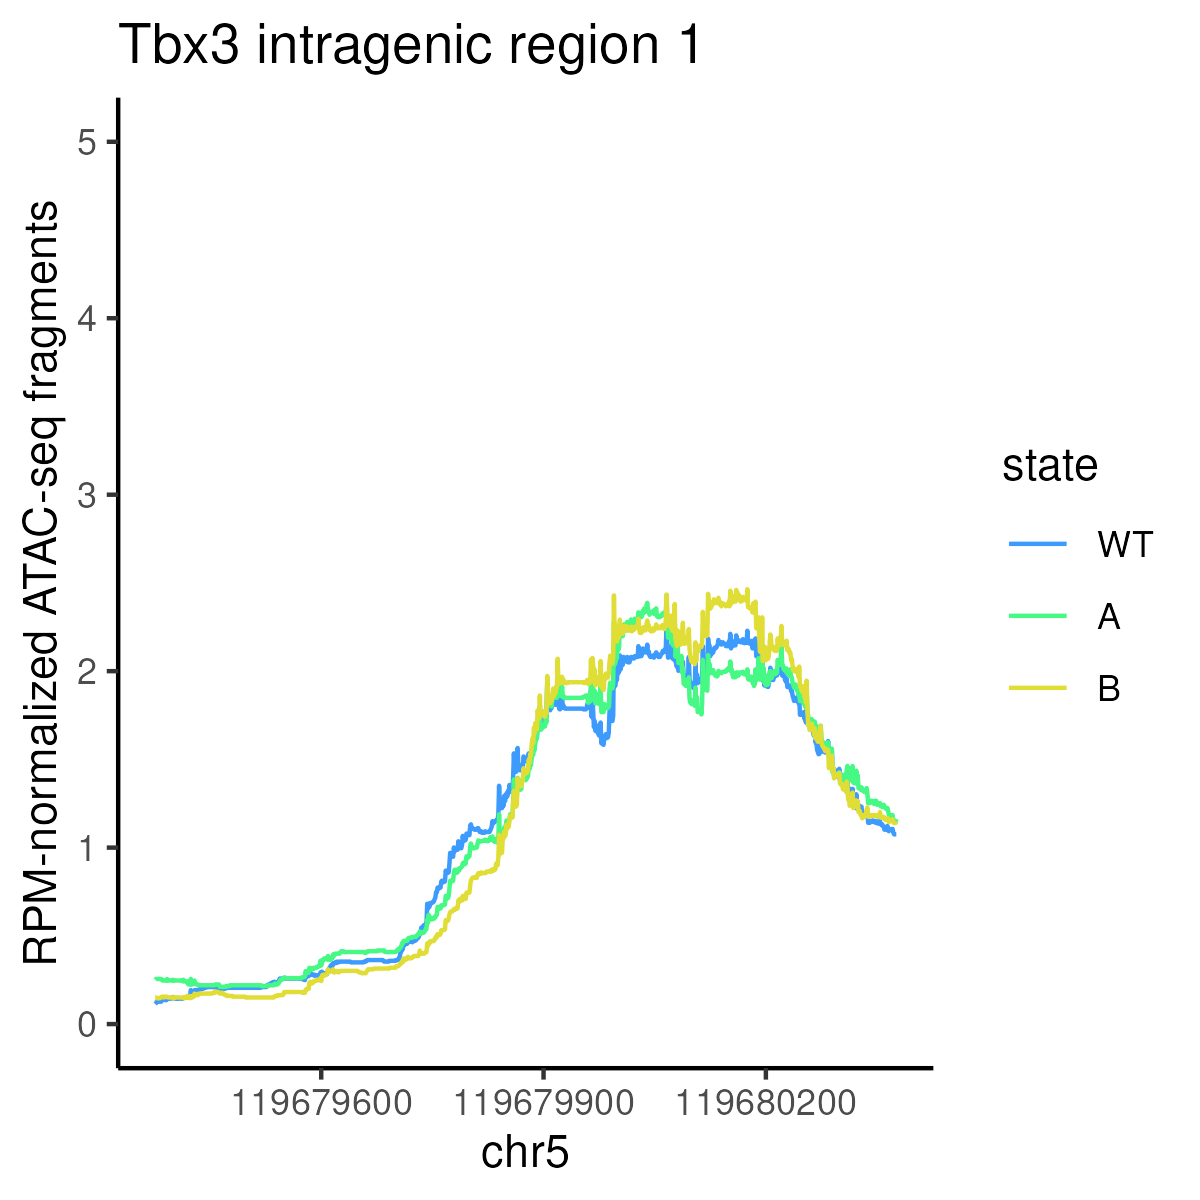 Tbx3 intragenic region 1
RPM-normalized ATAC-seq fragments
5
4
3
2
1
0
119679600
119679900
119680200
chr5
state
WT
A
B